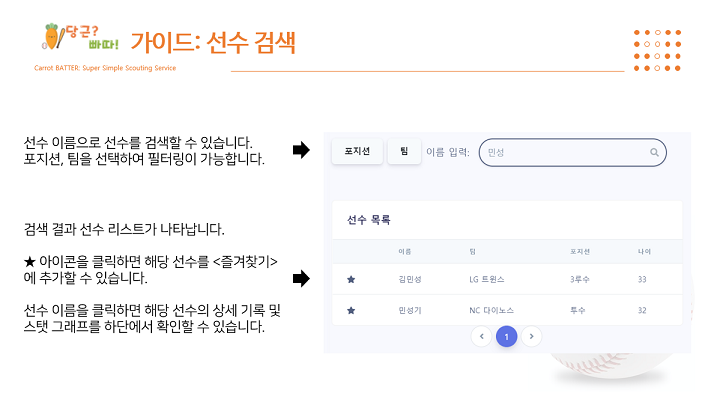 당근?
빠따!
가이드: 선수 검색
Carrot BATTER: Super Simple Scouting Service
선수 이름으로 선수를 검색할 수 있습니다.
포지션, 팀을 선택하여 필터링이 가능합니다.
포지션 팀 이름 입력: 민성
검색 결과 선수 리스트가 나타납니다.
★ 아이콘을 클릭하면 해당 선수를 <즐겨찾기>
에 추가할 수 있습니다.
선수 이름을 클릭하면 해당 선수의 상세 기록 및
스탯 그래프를 하단에서 확인할 수 있습니다.
선수 목록
이름 팀 포지션 나이
★ 김민성 LG 트윈스 3루수 33
★ 민성기 NC 다이노스 투수 32
‹ 1 ›